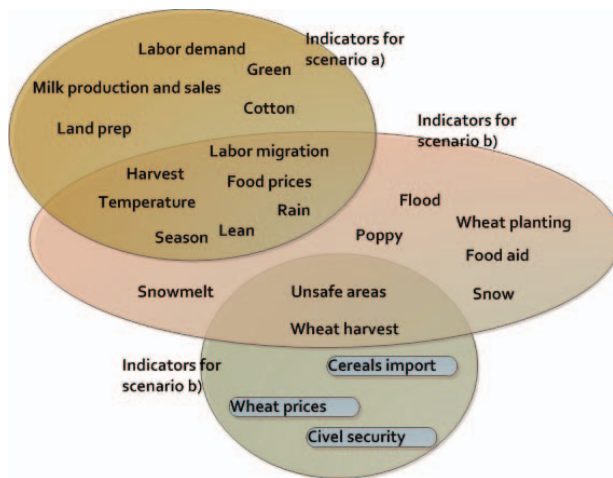 Labor demand
Indicators for
scenario a)
Green
Milk production and sales
Cotton
Land prep
Indicators for
scenario b)
Labor migration
Harvest
Food prices
Temperature
Flood
Rain
Wheat planting
Season
Lean
Poppy
Food aid
Snowmelt
Unsafe areas
Snow
Wheat harvest
Indicators for
scenario b)
Cereals import
Wheat prices
Civel security